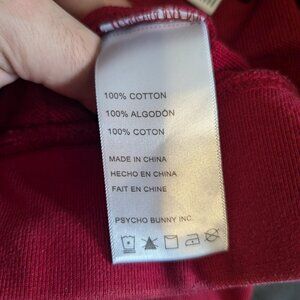 100% COTTON
100% ALGODÓN
100% COTON
MADE IN CHINA
HECHO EN CHINA
FAIT EN CHINE
PSYCHO BUNNY INC.